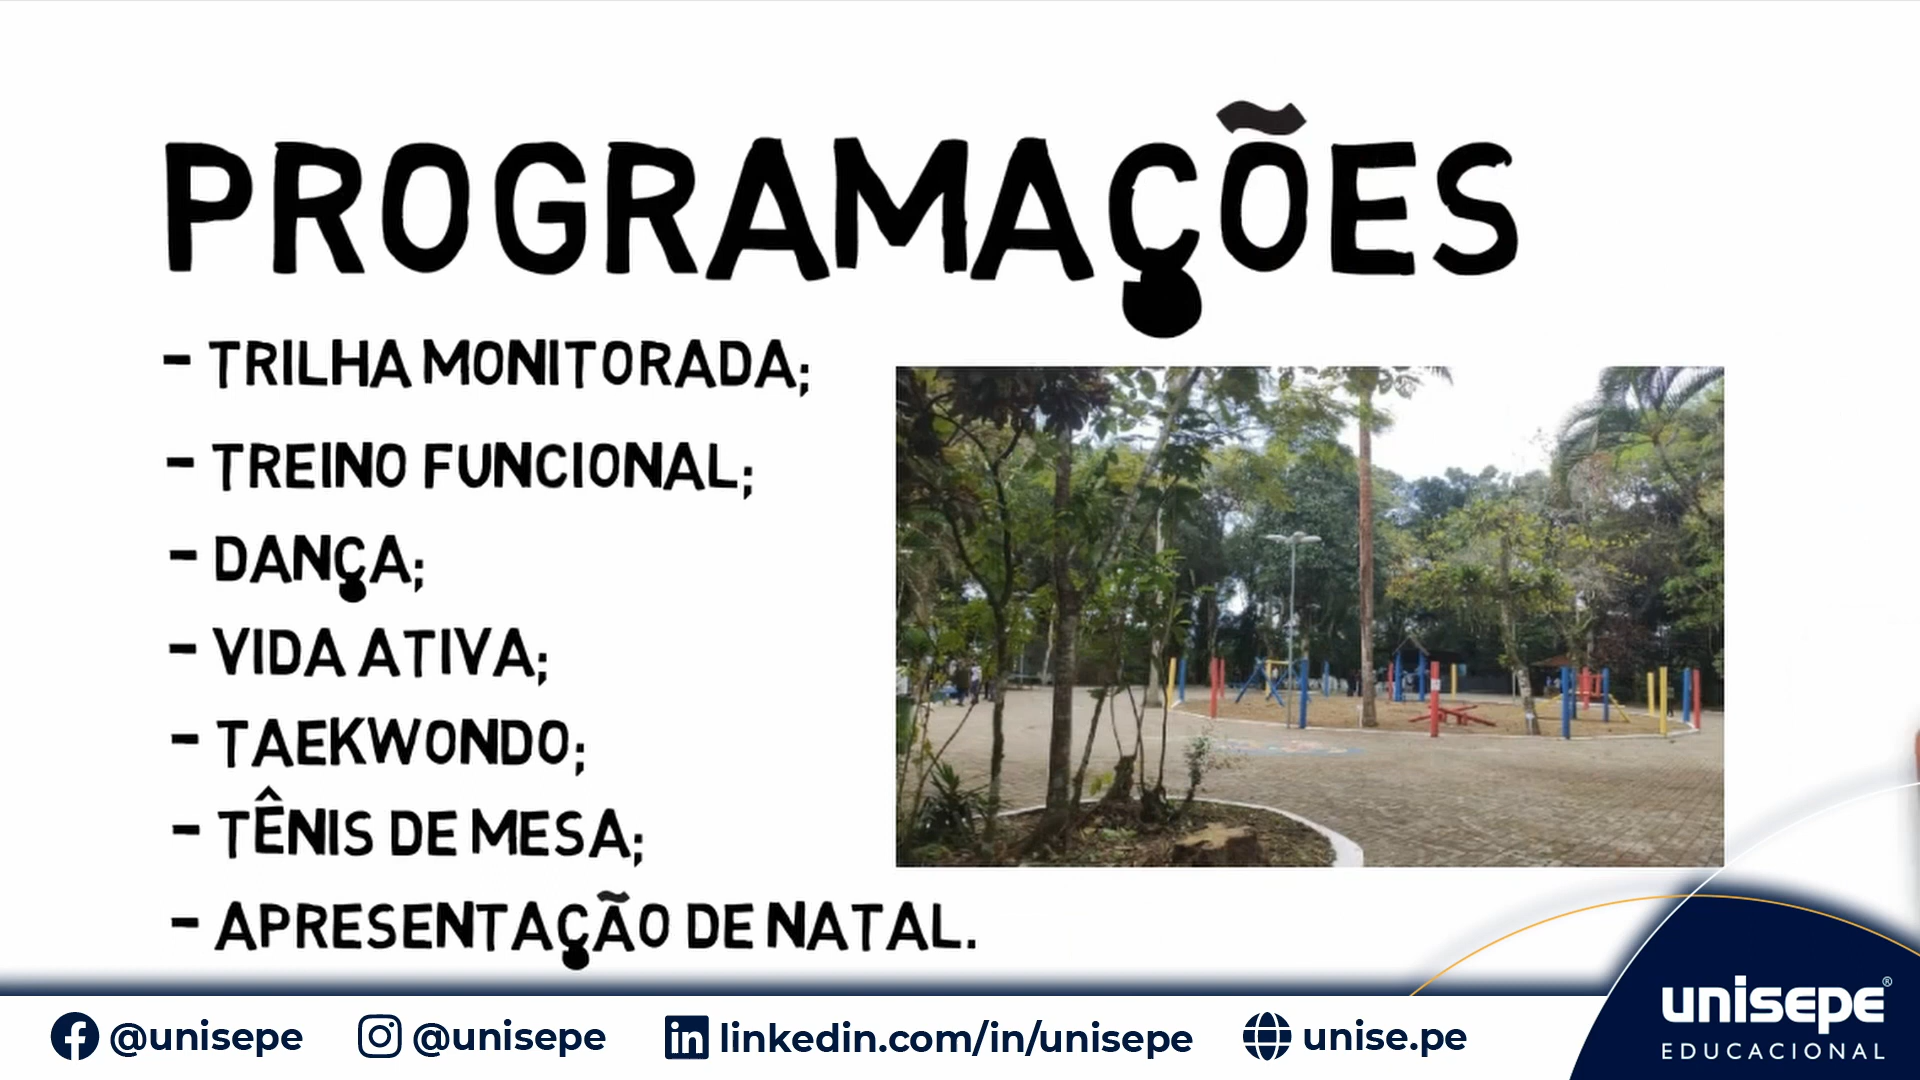 PROGRAMAÇÕES
- TRILHA MONITORADA;
- TREINO FUNCIONAL;
- DANÇA;
- VIDA ATIVA;
- TAEKWONDO;
- TÊNIS DE MESA;
- APRESENTAÇÃO DE NATAL.
@unisepe @unisepe linkedin.com/in/unisepe unise.pe
unisepe®
EDUCACIONAL